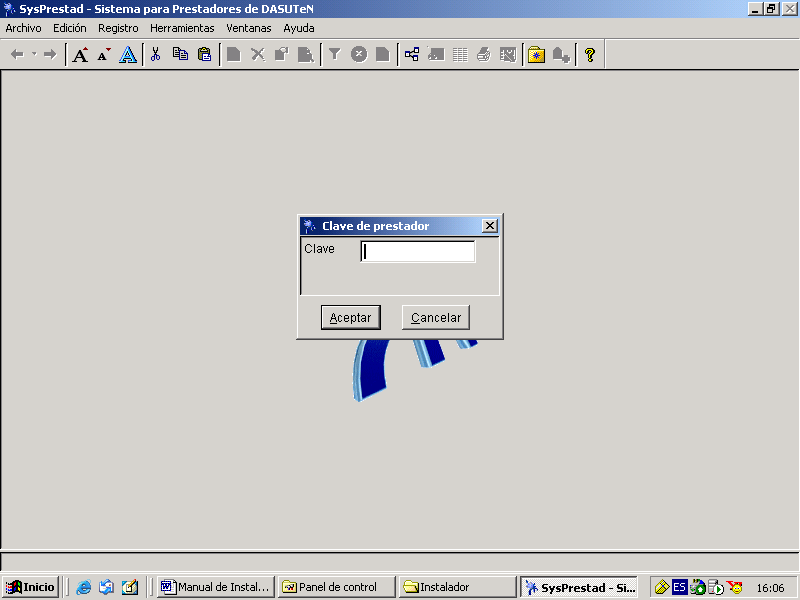 SysPrestad - Sistema para Prestadores de DASUTeN
Archivo Edición Registro Herramientas Ventanas Ayuda
Clave de prestador
Clave
Aceptar Cancelar
Inicio Manual de Instal... Panel de control Instalador SysPrestad - Si... ES 16:06